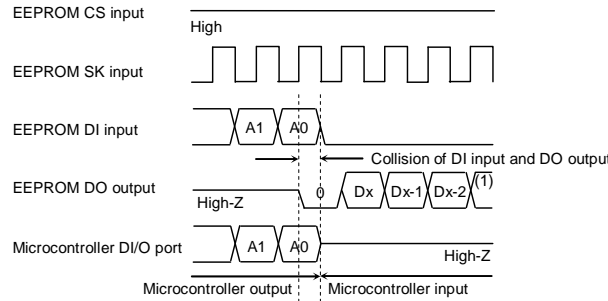 EEPROM CS input
High
EEPROM SK input
EEPROM DI input
A1 A0
Collision of DI input and DO output
EEPROM DO output
High-Z
0 Dx Dx-1 Dx-2 (1)
Microcontroller DI/O port
A1 A0
High-Z
Microcontroller output Microcontroller input